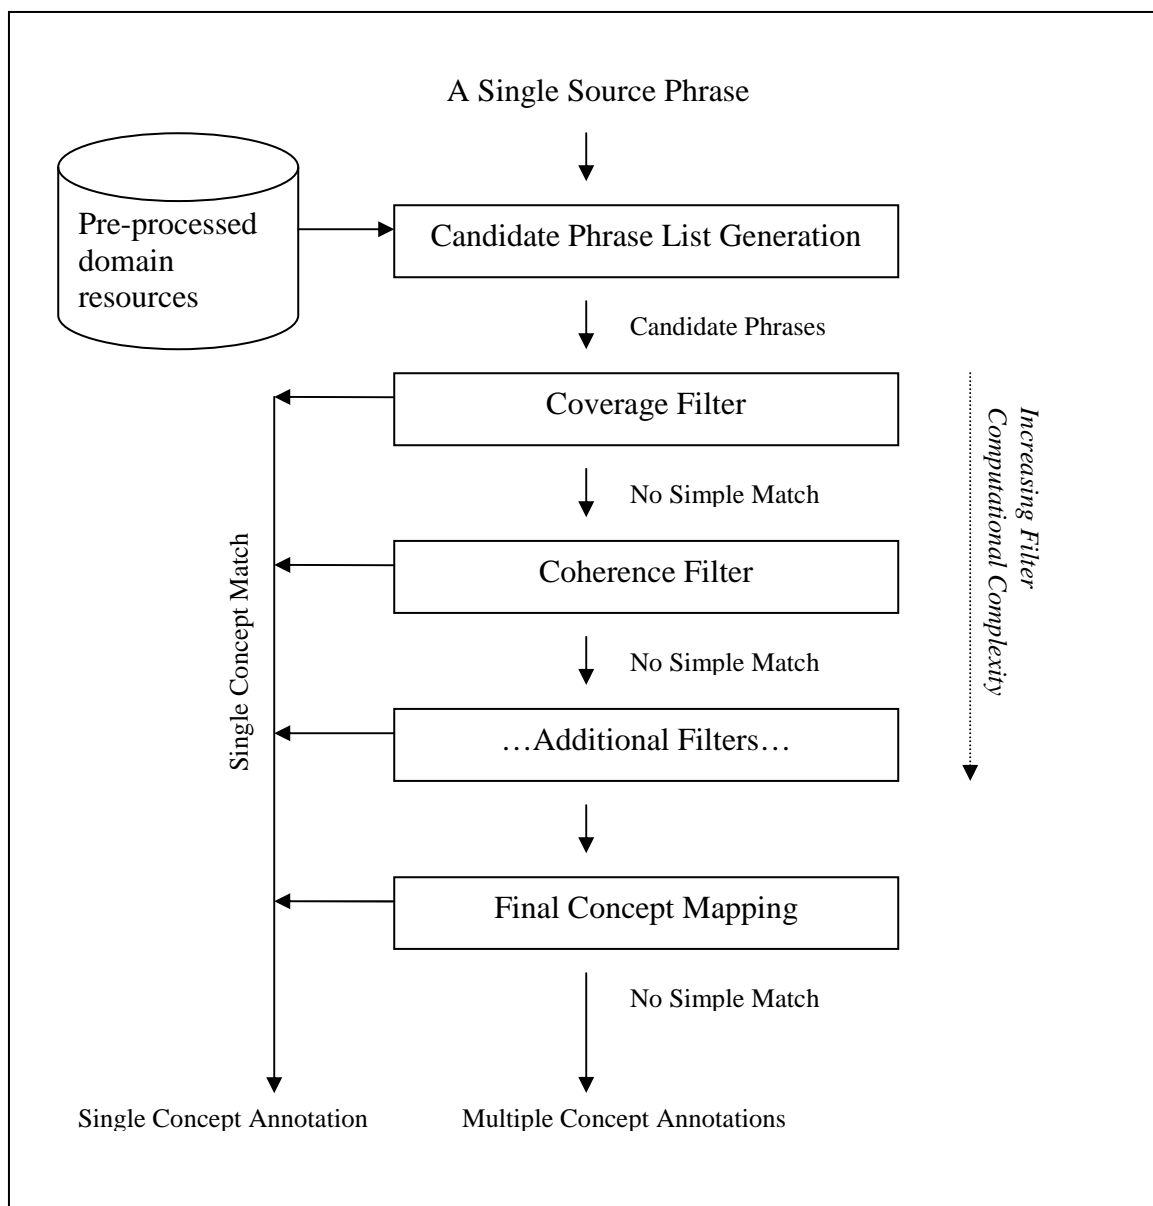 A Single Source Phrase
Pre-processed
domain
resources
Candidate Phrase List Generation
Candidate Phrases
Coverage Filter
No Simple Match
Coherence Filter
No Simple Match
…Additional Filters…
Final Concept Mapping
No Simple Match
Single Concept Match
Increasing Filter
Computational Complexity
Single Concept Annotation
Multiple Concept Annotations